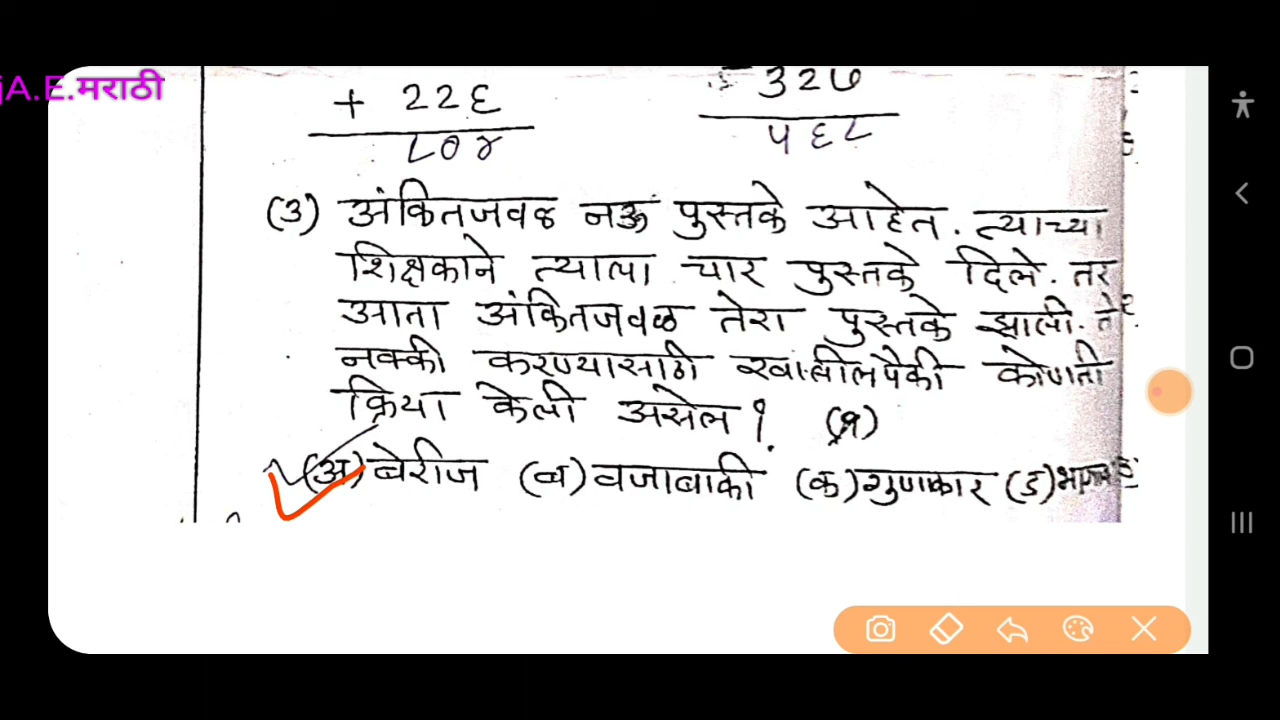 jA.E.मराठी
+ २२६
८०४
- ३२७
५६८
(३) अंकितजवळ नऊ पुस्तके आहेत. त्याच्या
शिक्षकाने त्याला चार पुस्तके दिले. तर
आता अंकितजवळ तेरा पुस्तके झाली. ते
नक्की करण्यासाठी खालीलपैकी कोणती
क्रिया केली असेल? (१)
(अ) बेरीज (ब) वजाबाकी (क) गुणाकार (ड)